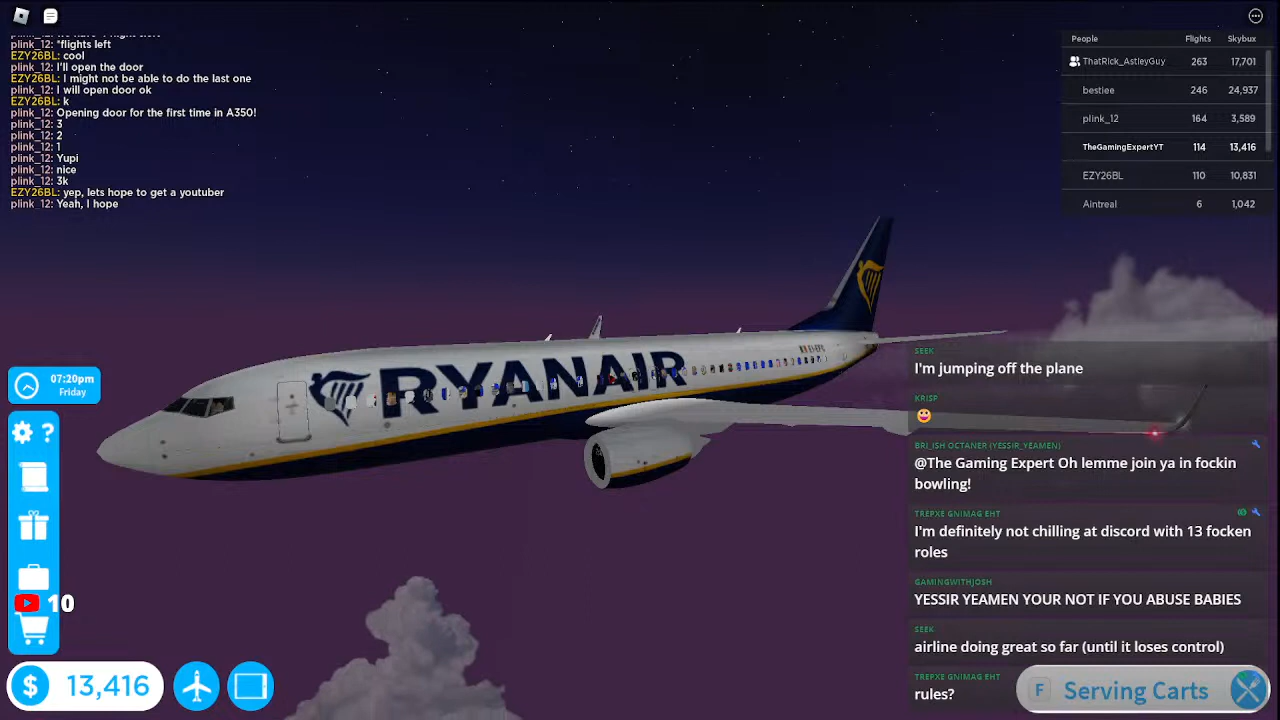 plink_12: *flights left
EZY26BL: cool
plink_12: I'll open the door
EZY26BL: I might not be able to do the last one
plink_12: I will open door ok
EZY26BL: k
plink_12: Opening door for the first time in A350!
plink_12: 3
plink_12: 2
plink_12: 1
plink_12: Yupi
plink_12: nice
plink_12: 3k
EZY26BL: yep, lets hope to get a youtuber
plink_12: Yeah, I hope
People Flights Skybux
ThatRick_AstleyGuy 263 17,701
bestiee 246 24,937
plink_12 164 3,589
TheGamingExpertYT 114 13,416
EZY26BL 110 10,831
Aintreal 6 1,042
RYANAIR
07:20pm
Friday
?
10
$ 13,416
SEEK
I'm jumping off the plane
KRISP
BRI_ISH OCTANER (YESSIR_YEAMEN)
@The Gaming Expert Oh lemme join ya in fockin
bowling!
TREPXE GNIMAG EHT
I'm definitely not chilling at discord with 13 focken
roles
GAMINGWITHJOSH
YESSIR YEAMEN YOUR NOT IF YOU ABUSE BABIES
SEEK
airline doing great so far (until it loses control)
TREPXE GNIMAG EHT
rules?
F Serving Carts